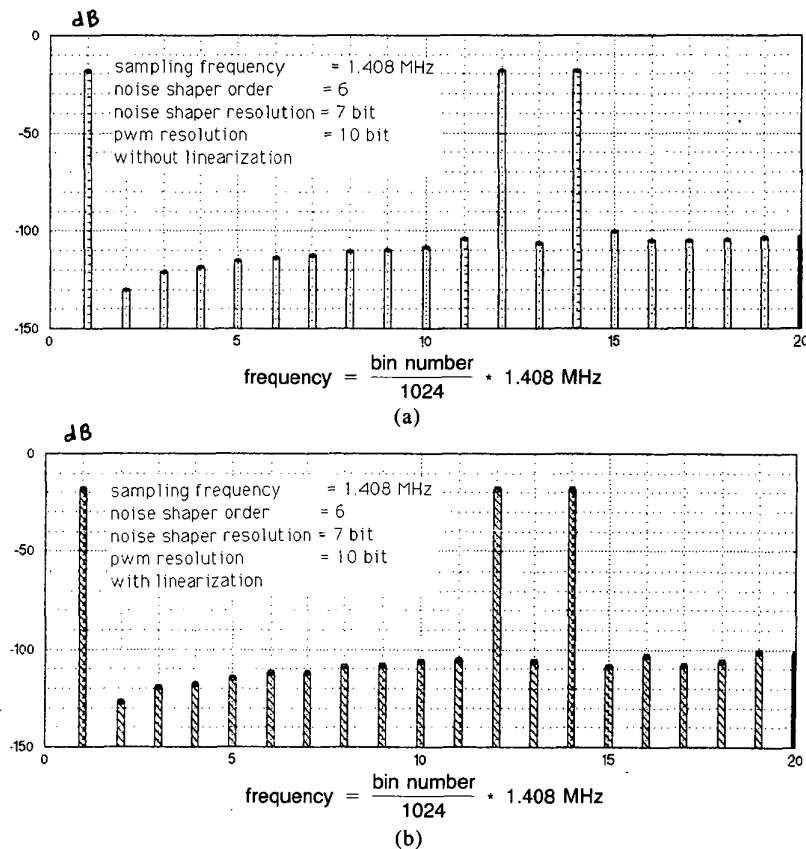 dB
0
sampling frequency = 1.408 MHz
noise shaper order = 6
noise shaper resolution = 7 bit
pwm resolution = 10 bit
without linearization
-50
-100
-150
0 5 10 15 20
frequency = bin number / 1024 * 1.408 MHz
(a)
dB
0
sampling frequency = 1.408 MHz
noise shaper order = 6
noise shaper resolution = 7 bit
pwm resolution = 10 bit
with linearization
-50
-100
-150
0 5 10 15 20
frequency = bin number / 1024 * 1.408 MHz
(b)